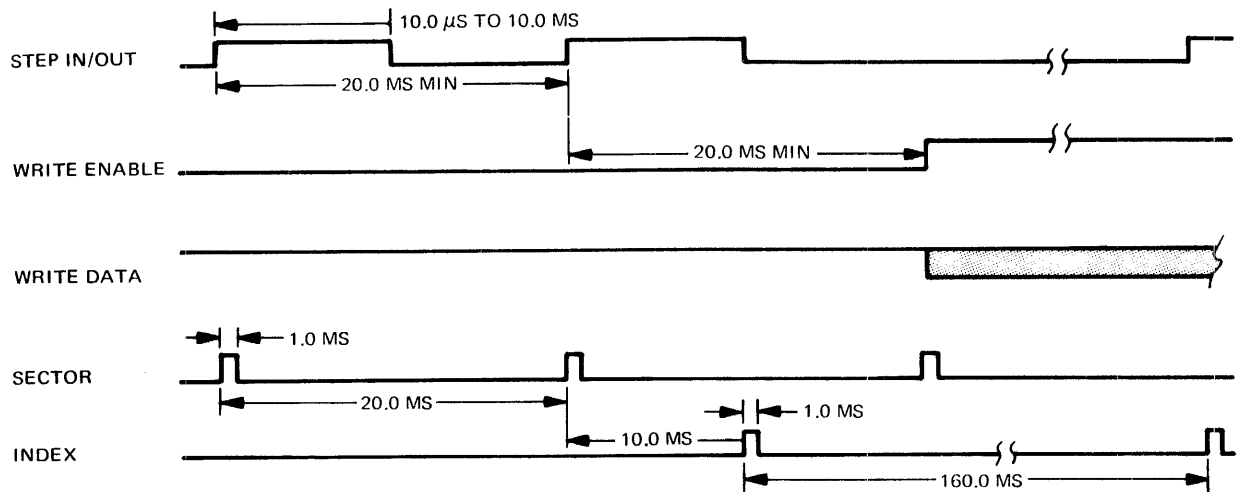 10.0 µS TO 10.0 MS
STEP IN/OUT
20.0 MS MIN
20.0 MS MIN
WRITE ENABLE
WRITE DATA
1.0 MS
SECTOR
20.0 MS
1.0 MS
10.0 MS
INDEX
160.0 MS